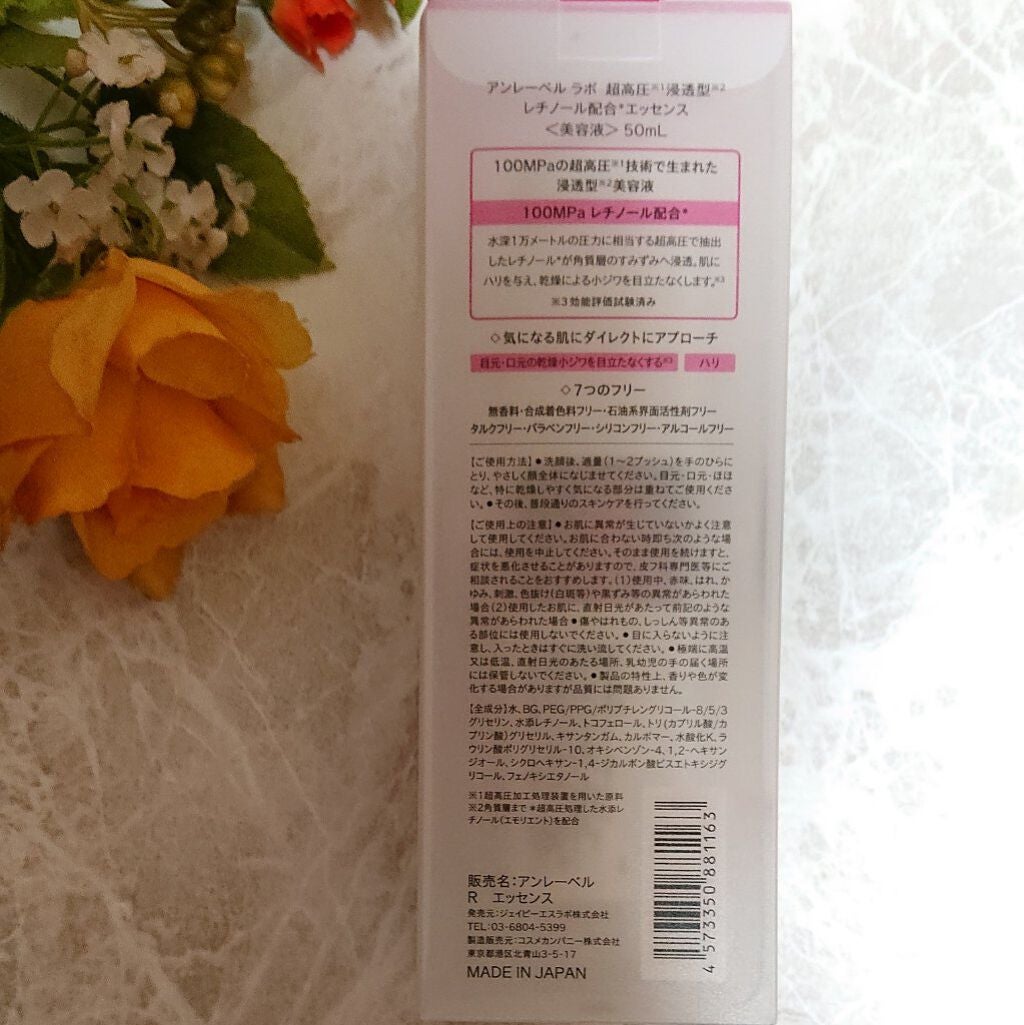 アンレーベル ラボ 超高圧※1浸透型※2
レチノール配合*エッセンス
＜美容液＞ 50mL
100MPaの超高圧※1技術で生まれた
浸透型※2美容液
100MPa レチノール配合*
水深1万メートルの圧力に相当する超高圧で抽出
したレチノール*が角質層のすみずみへ浸透。肌に
ハリを与え、乾燥による小ジワを目立たなくします。※3
※3効能評価試験済み
◇気になる肌にダイレクトにアプローチ
目元・口元の乾燥小ジワを目立たなくする※3 ハリ
◇7つのフリー
無香料・合成着色料フリー・石油系界面活性剤フリー
タルクフリー・パラベンフリー・シリコンフリー・アルコールフリー
【ご使用方法】●洗顔後、適量(1〜2プッシュ)を手のひらに
とり、やさしく顔全体になじませてください。目元・口元・ほほ
など、特に乾燥しやすく気になる部分は重ねてご使用くださ
い。●その後、普段通りのスキンケアを行ってください。
【ご使用上の注意】●お肌に異常が生じていないかよく注意
して使用してください。お肌に合わない時即ち次のような場
合には、使用を中止してください。そのまま使用を続けますと、
症状を悪化させることがありますので、皮フ科専門医等にご
相談されることをおすすめします。(1)使用中、赤味、はれ、か
ゆみ、刺激、色抜け(白斑等)や黒ずみ等の異常があらわれた
場合(2)使用したお肌に、直射日光があたって前記のような
異常があらわれた場合●傷やはれもの、しっしん等異常のあ
る部位には使用しないでください。●目に入らないように注
意し、入ったときはすぐに洗い流してください。●極端に高温
又は低温、直射日光のあたる場所、乳幼児の手の届く場所
には保管しないでください。●製品の特性上、香りや色が変
化する場合がありますが品質には問題ありません。
【全成分】水、BG、PEG/PPG/ポリブチレングリコール-8/5/3
グリセリン、水添レチノール、トコフェロール、トリ(カプリル酸/カ
プリン酸)グリセリル、キサンタンガム、カルボマー、水酸化K、ラ
ウリン酸ポリグリセリル-10、オキシベンゾン-4、1,2-ヘキサン
ジオール、シクロヘキサン-1,4-ジカルボン酸ビスエトキシジグ
リコール、フェノキシエタノール
※1超高圧加工処理装置を用いた原料
※2角質層まで *超高圧処理した水添レ
チノール(エモリエント)を配合
販売名：アンレーベル
R エッセンス
発売元：ジェイピーエスラボ株式会社
TEL：03-6804-5399
製造販売元：コスメカンパニー株式会社
東京都港区北青山3-5-17
MADE IN JAPAN
4 573350 881163